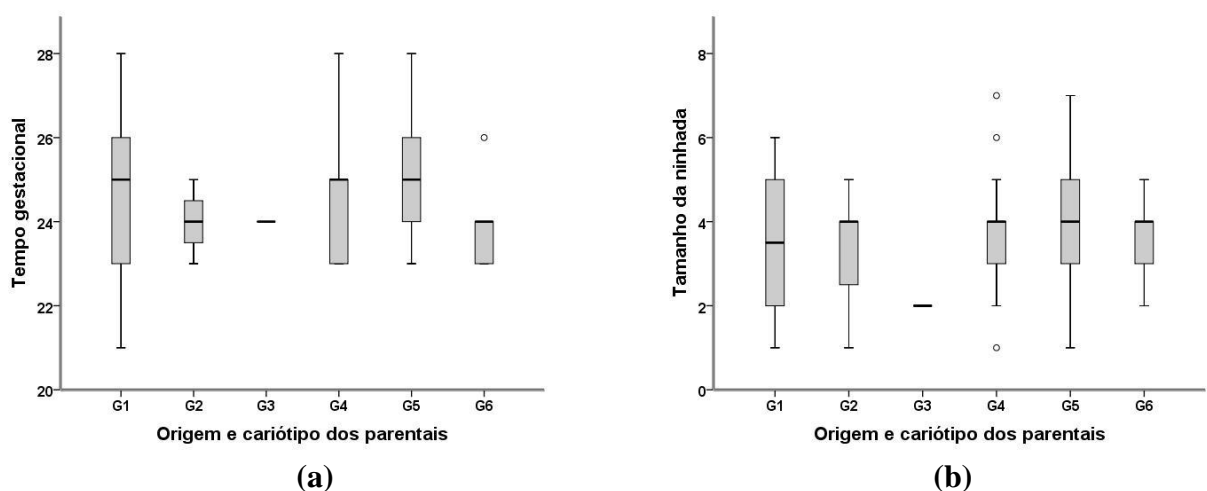 28
26
24
22
20
Tempo gestacional
G1 G2 G3 G4 G5 G6
Origem e cariótipo dos parentais
(a)
8
6
4
2
0
Tamanho da ninhada
G1 G2 G3 G4 G5 G6
Origem e cariótipo dos parentais
(b)